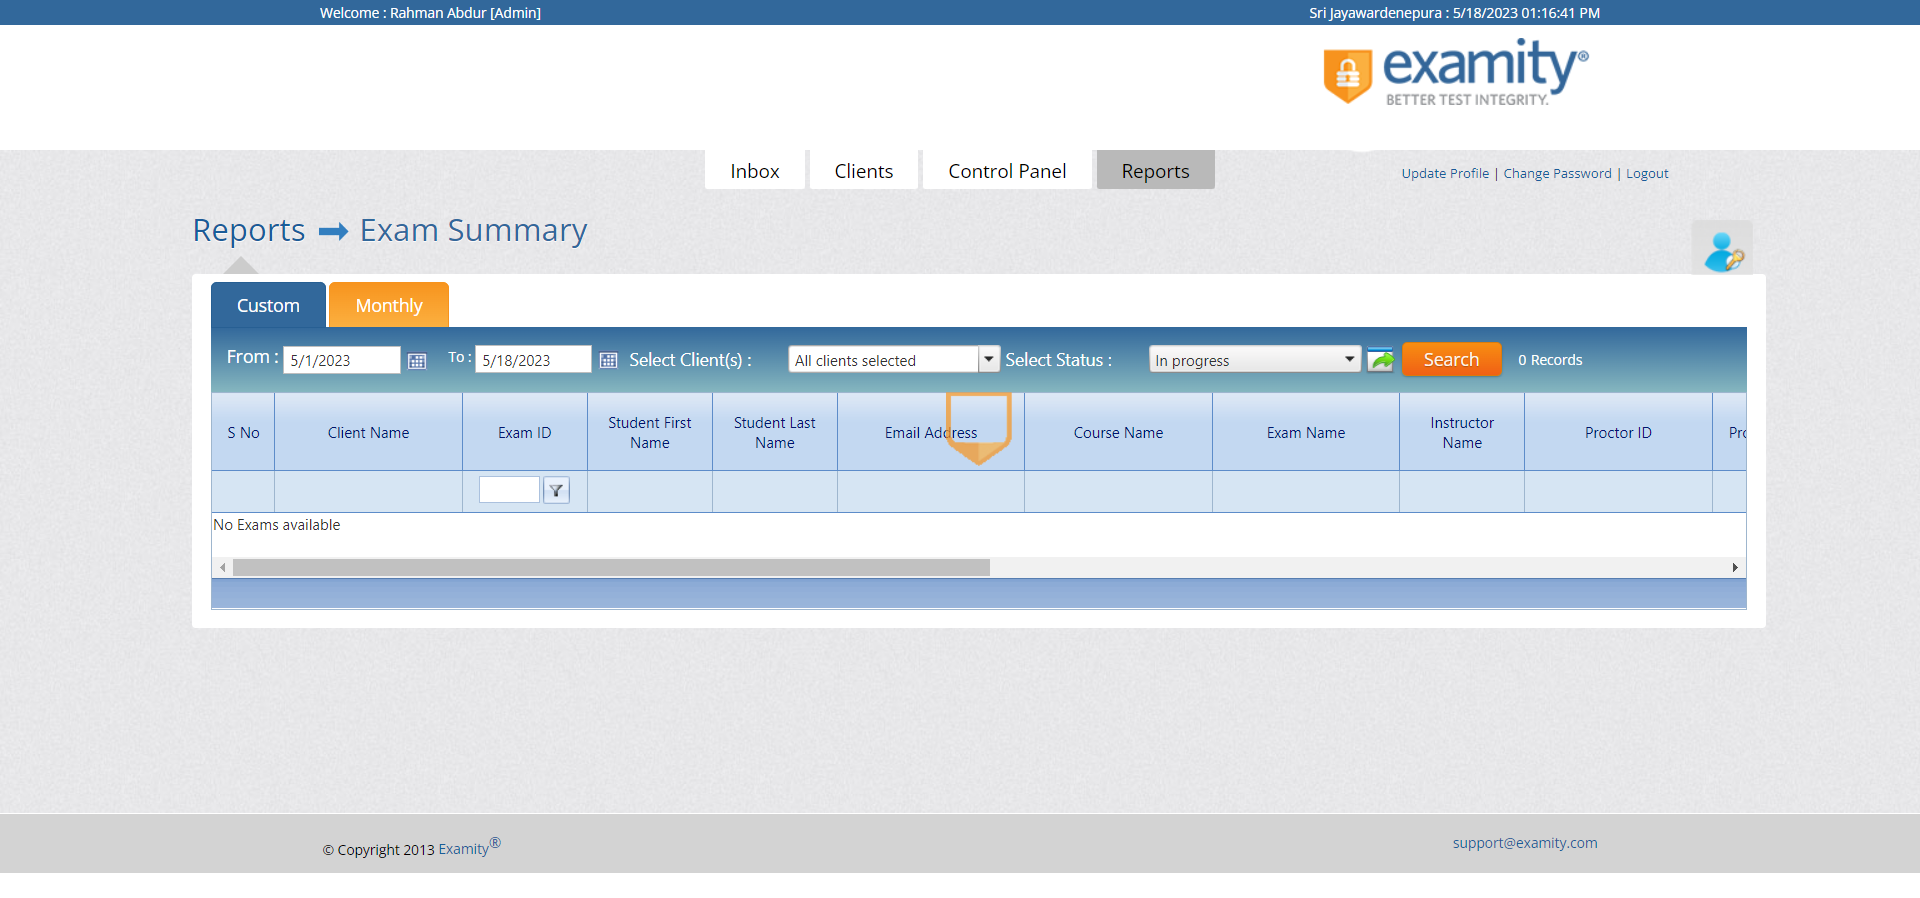 Welcome : Rahman Abdur [Admin]
Sri Jayawardenepura : 5/18/2023 01:16:41 PM
examity®
BETTER TEST INTEGRITY.
Inbox
Clients
Control Panel
Reports
Update Profile | Change Password | Logout
Reports Exam Summary
Custom
Monthly
From : 5/1/2023 To : 5/18/2023 Select Client(s) : All clients selected Select Status : In progress Search 0 Records
S No
Client Name
Exam ID
Student First
Name
Student Last
Name
Email Address
Course Name
Exam Name
Instructor
Name
Proctor ID
No Exams available
© Copyright 2013 Examity®
support@examity.com